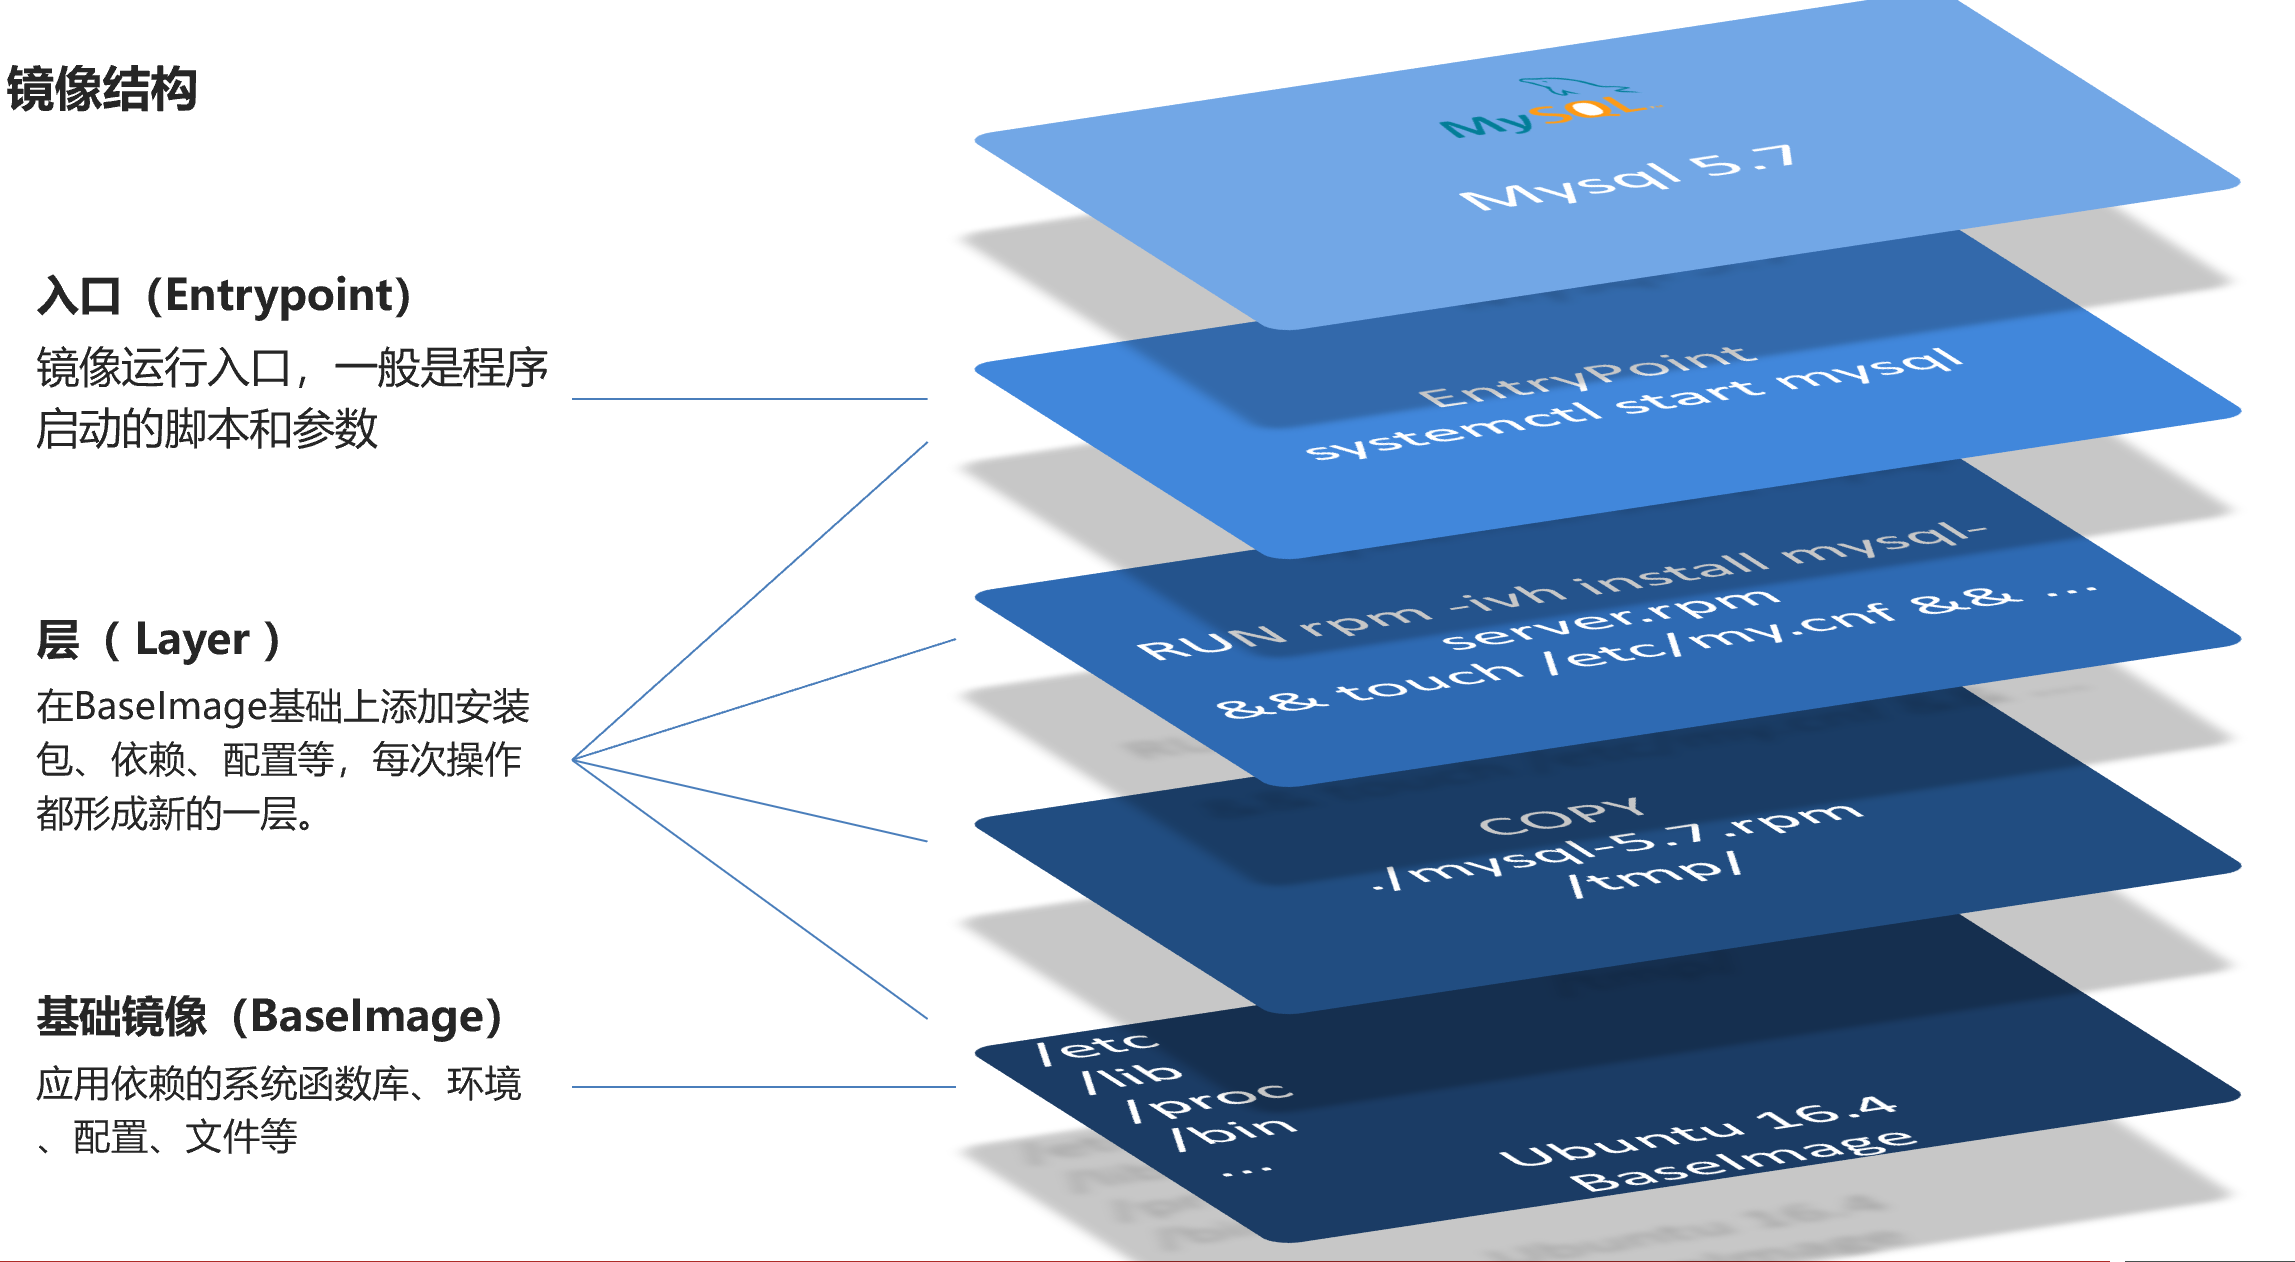 镜像结构
入口（Entrypoint）
镜像运行入口，一般是程序
启动的脚本和参数
层（ Layer ）
在BaseImage基础上添加安装
包、依赖、配置等，每次操作
都形成新的一层。
基础镜像（BaseImage）
应用依赖的系统函数库、环境
、配置、文件等
MySQL
Mysql 5.7
EntryPoint
systemctl start mysql
RUN rpm -ivh install mysql-
server.rpm
&& touch /etc/my.cnf && ...
COPY
./mysql-5.7 .rpm
/tmp/
/etc
/lib
/proc
/bin
...
Ubuntu 16.4
BaseImage